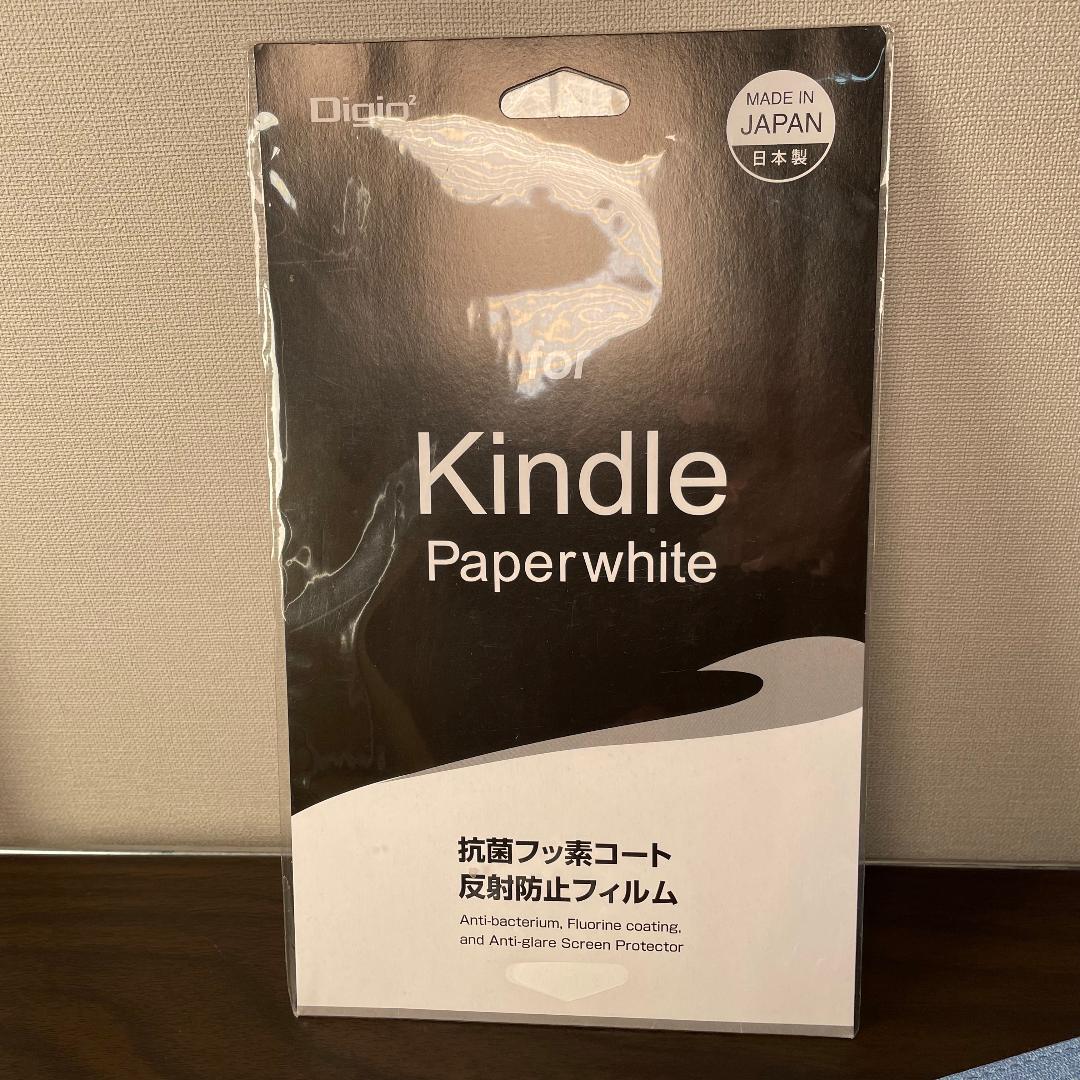 Digio²
MADE IN
JAPAN
日本製
for
Kindle
Paperwhite
抗菌フッ素コート
反射防止フィルム
Anti-bacterium, Fluorine coating,
and Anti-glare Screen Protector